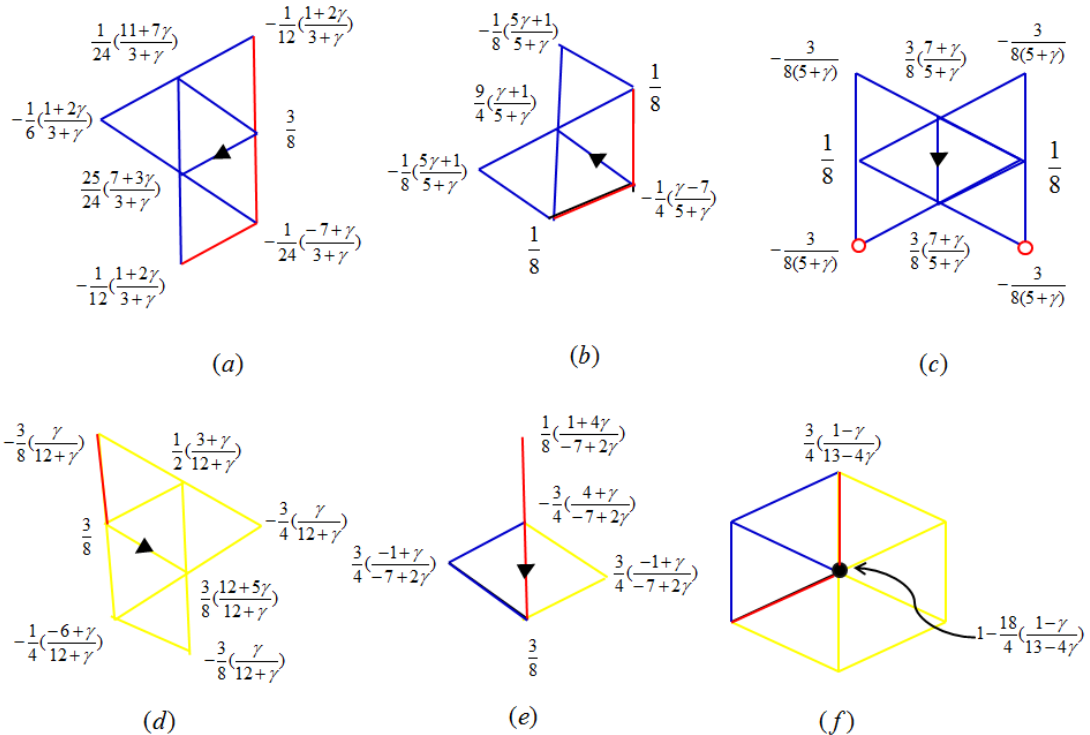 -1/12(1+2γ/3+γ)
1/24(11+7γ/3+γ)
-1/6(1+2γ/3+γ)
3/8
25/24(7+3γ/3+γ)
-1/24(-7+γ/3+γ)
-1/12(1+2γ/3+γ)
(a)
-1/8(5γ+1/5+γ)
1/8
9/4(γ+1/5+γ)
-1/8(5γ+1/5+γ)
-1/4(γ-7/5+γ)
1/8
(b)
-3/8(5+γ)
3/8(7+γ/5+γ)
-3/8(5+γ)
1/8
1/8
-3/8(5+γ)
3/8(7+γ/5+γ)
-3/8(5+γ)
(c)
-3/8(γ/12+γ)
1/2(3+γ/12+γ)
3/8
-3/4(γ/12+γ)
3/8(12+5γ/12+γ)
-1/4(-6+γ/12+γ)
-3/8(γ/12+γ)
(d)
1/8(1+4γ/-7+2γ)
-3/4(4+γ/-7+2γ)
3/4(-1+γ/-7+2γ)
3/4(-1+γ/-7+2γ)
3/8
(e)
3/4(1-γ/13-4γ)
1-18/4(1-γ/13-4γ)
(f)